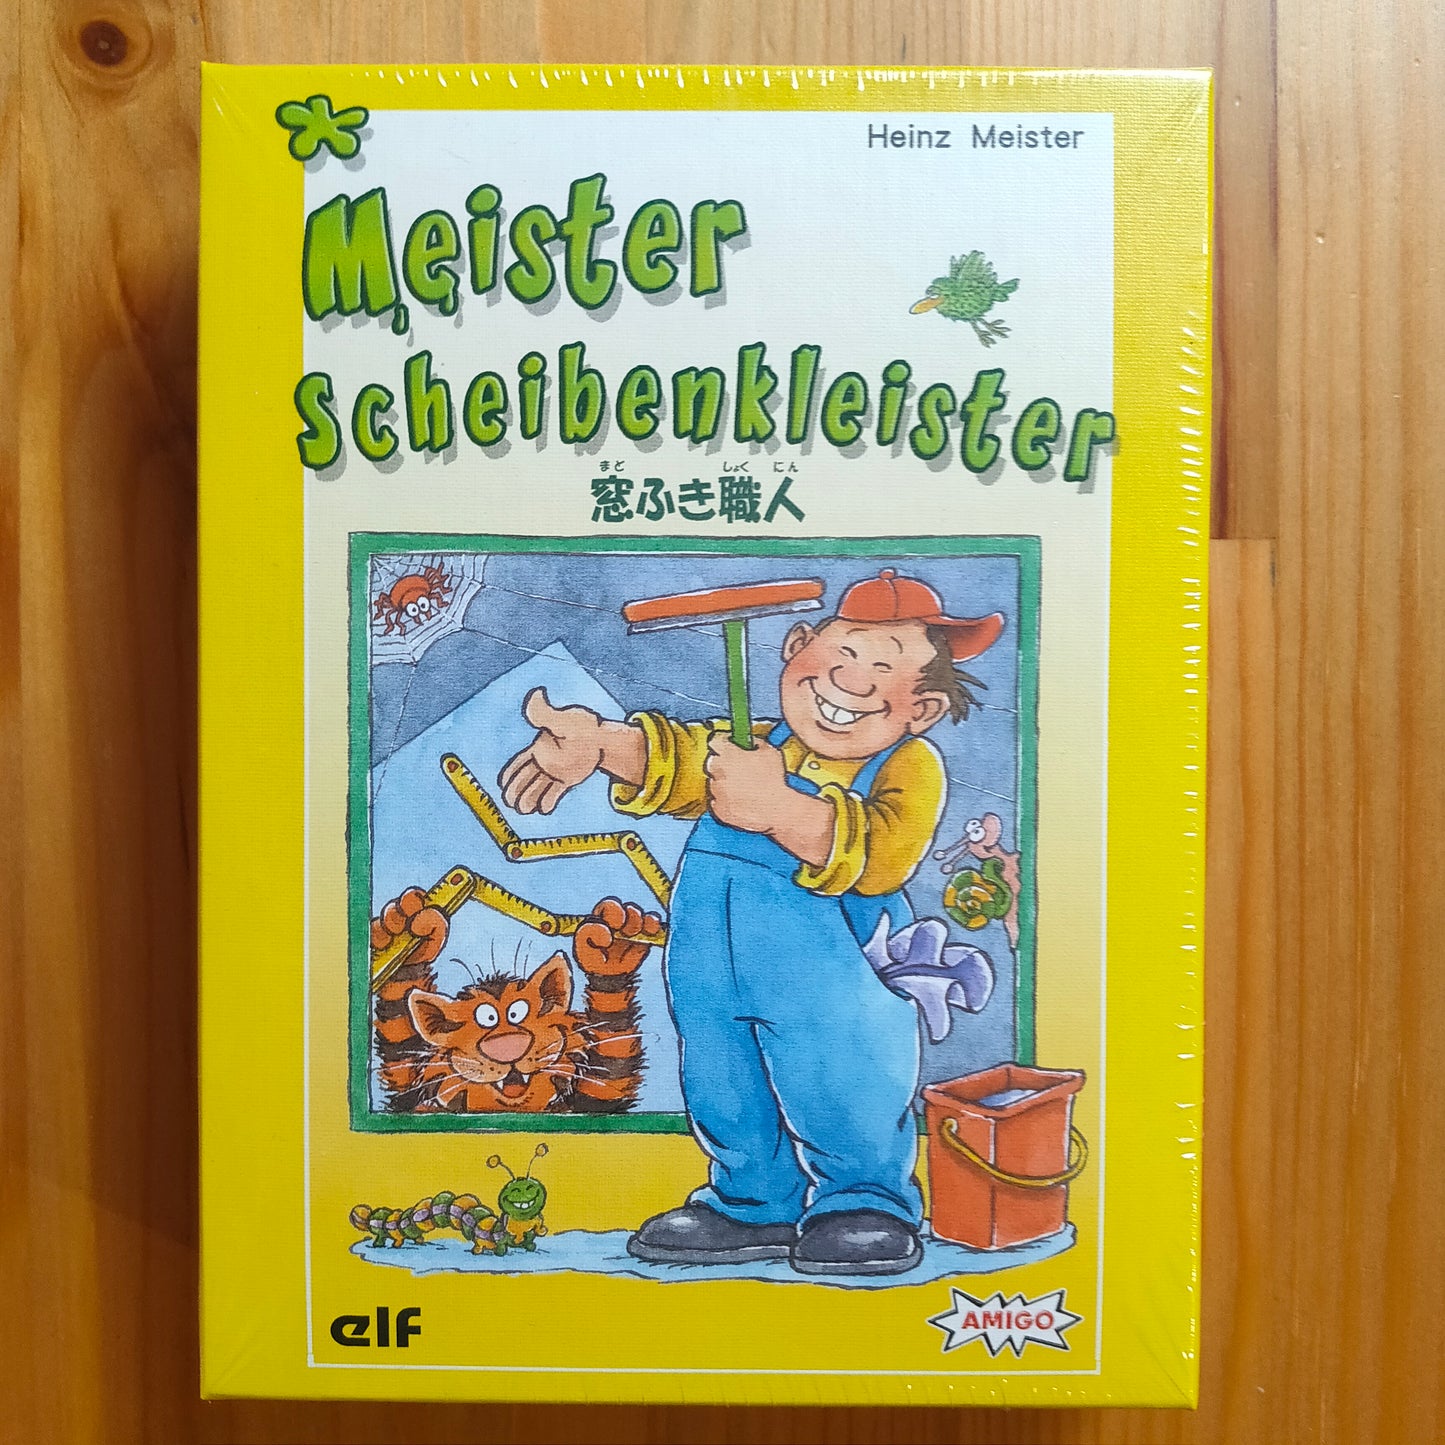 Heinz Meister
Meister
Scheibenkleister
まど しょく にん
窓ふき職人
elf
AMIGO